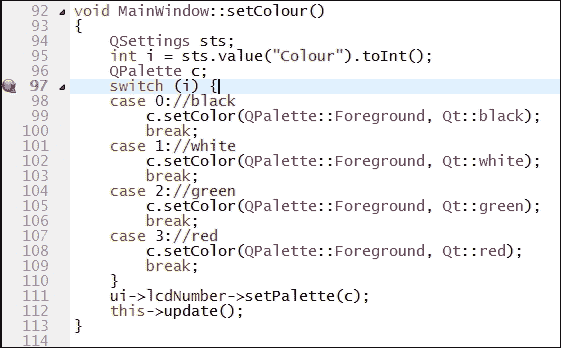 92 void MainWindow::setColour()
93 {
94     QSettings sts;
95     int i = sts.value("Colour").toInt();
96     QPalette c;
97     switch (i) {
98     case 0://black
99         c.setColor(QPalette::Foreground, Qt::black);
100         break;
101     case 1://white
102         c.setColor(QPalette::Foreground, Qt::white);
103         break;
104     case 2://green
105         c.setColor(QPalette::Foreground, Qt::green);
106         break;
107     case 3://red
108         c.setColor(QPalette::Foreground, Qt::red);
109         break;
110     }
111     ui->lcdNumber->setPalette(c);
112     this->update();
113 }
114